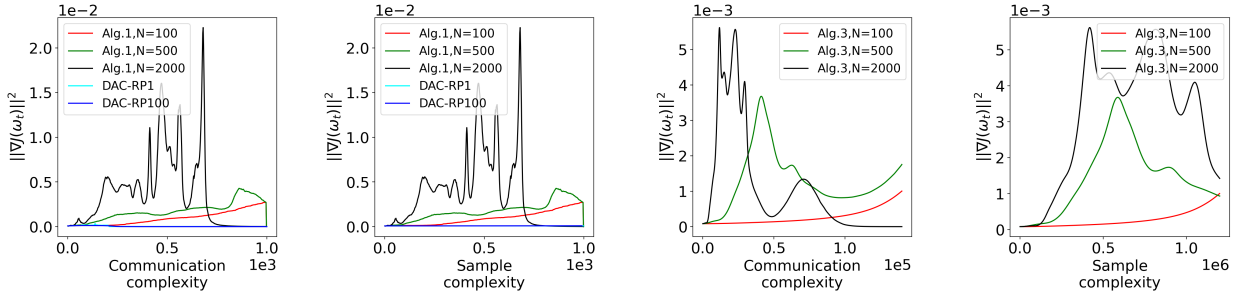 1e−2
||∇J(ω_t)||²
2.0
1.5
1.0
0.5
0.0
Alg.1,N=100
Alg.1,N=500
Alg.1,N=2000
DAC-RP1
DAC-RP100
0.0 0.5 1.0
Communication 1e3
complexity
1e−2
||∇J(ω_t)||²
2.0
1.5
1.0
0.5
0.0
Alg.1,N=100
Alg.1,N=500
Alg.1,N=2000
DAC-RP1
DAC-RP100
0.0 0.5 1.0
Sample 1e3
complexity
1e−3
||∇J(ω_t)||²
5
4
3
2
1
0
Alg.3,N=100
Alg.3,N=500
Alg.3,N=2000
0.0 0.5 1.0
Communication 1e5
complexity
1e−3
||∇J(ω_t)||²
5
4
3
2
1
0
Alg.3,N=100
Alg.3,N=500
Alg.3,N=2000
0.0 0.5 1.0
Sample 1e6
complexity